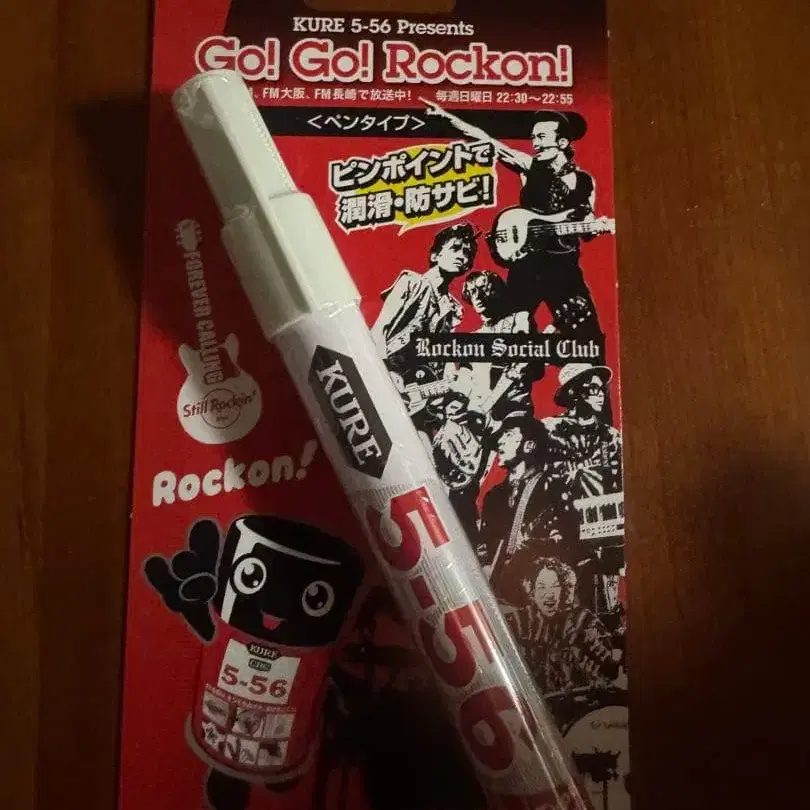 KURE 5-56 Presents
Go! Go! Rockon!
、FM大阪、FM長崎で放送中! 毎週日曜日 22:30~22:55
<ペンタイプ>
ピンポイントで
潤滑・防サビ!
FOREVER CALLING
Still Rockin'
Rockon Social Club
KURE
5-56
Rockon!
KURE
CRC
5-56